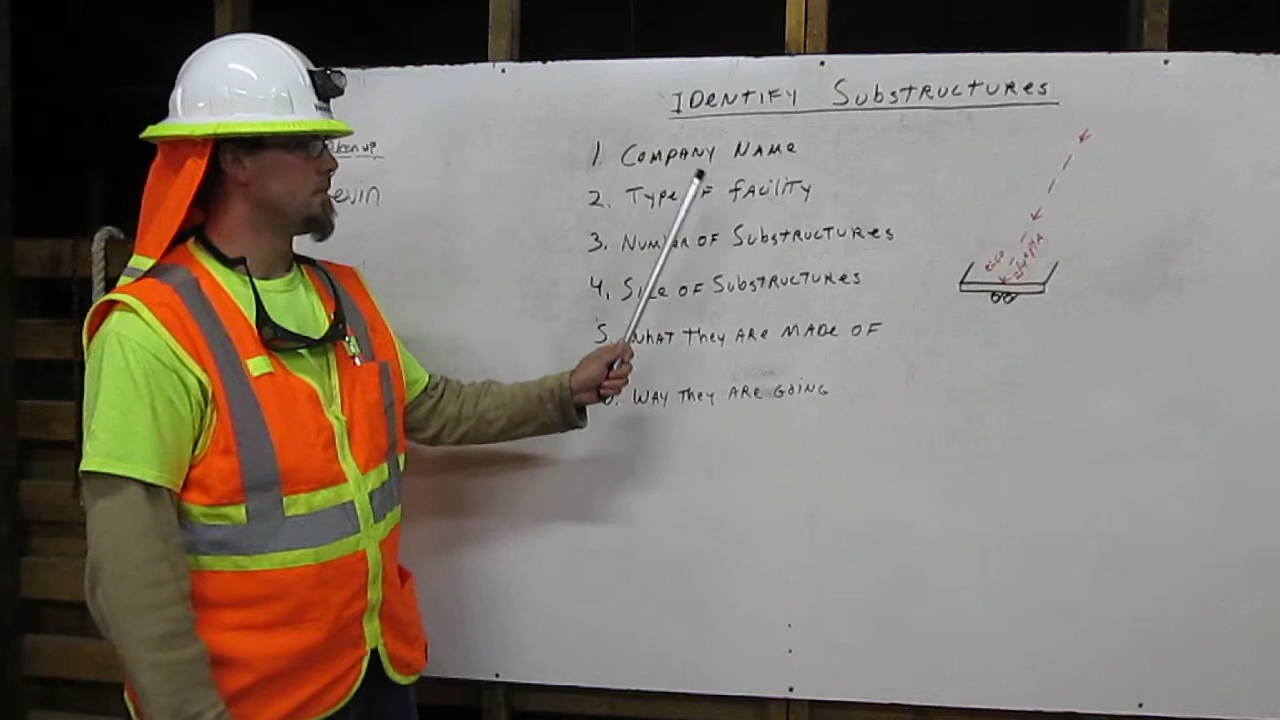 IDENTIFY SUBSTRUCTURES
1. COMPANY NAME
2. Type OF FACILITY
3. NUMBER OF SUBSTRUCTURES
4. Size OF SUBSTRUCTURES
5. WHAT They ARE MADE OF
6. WAY They ARE GOING